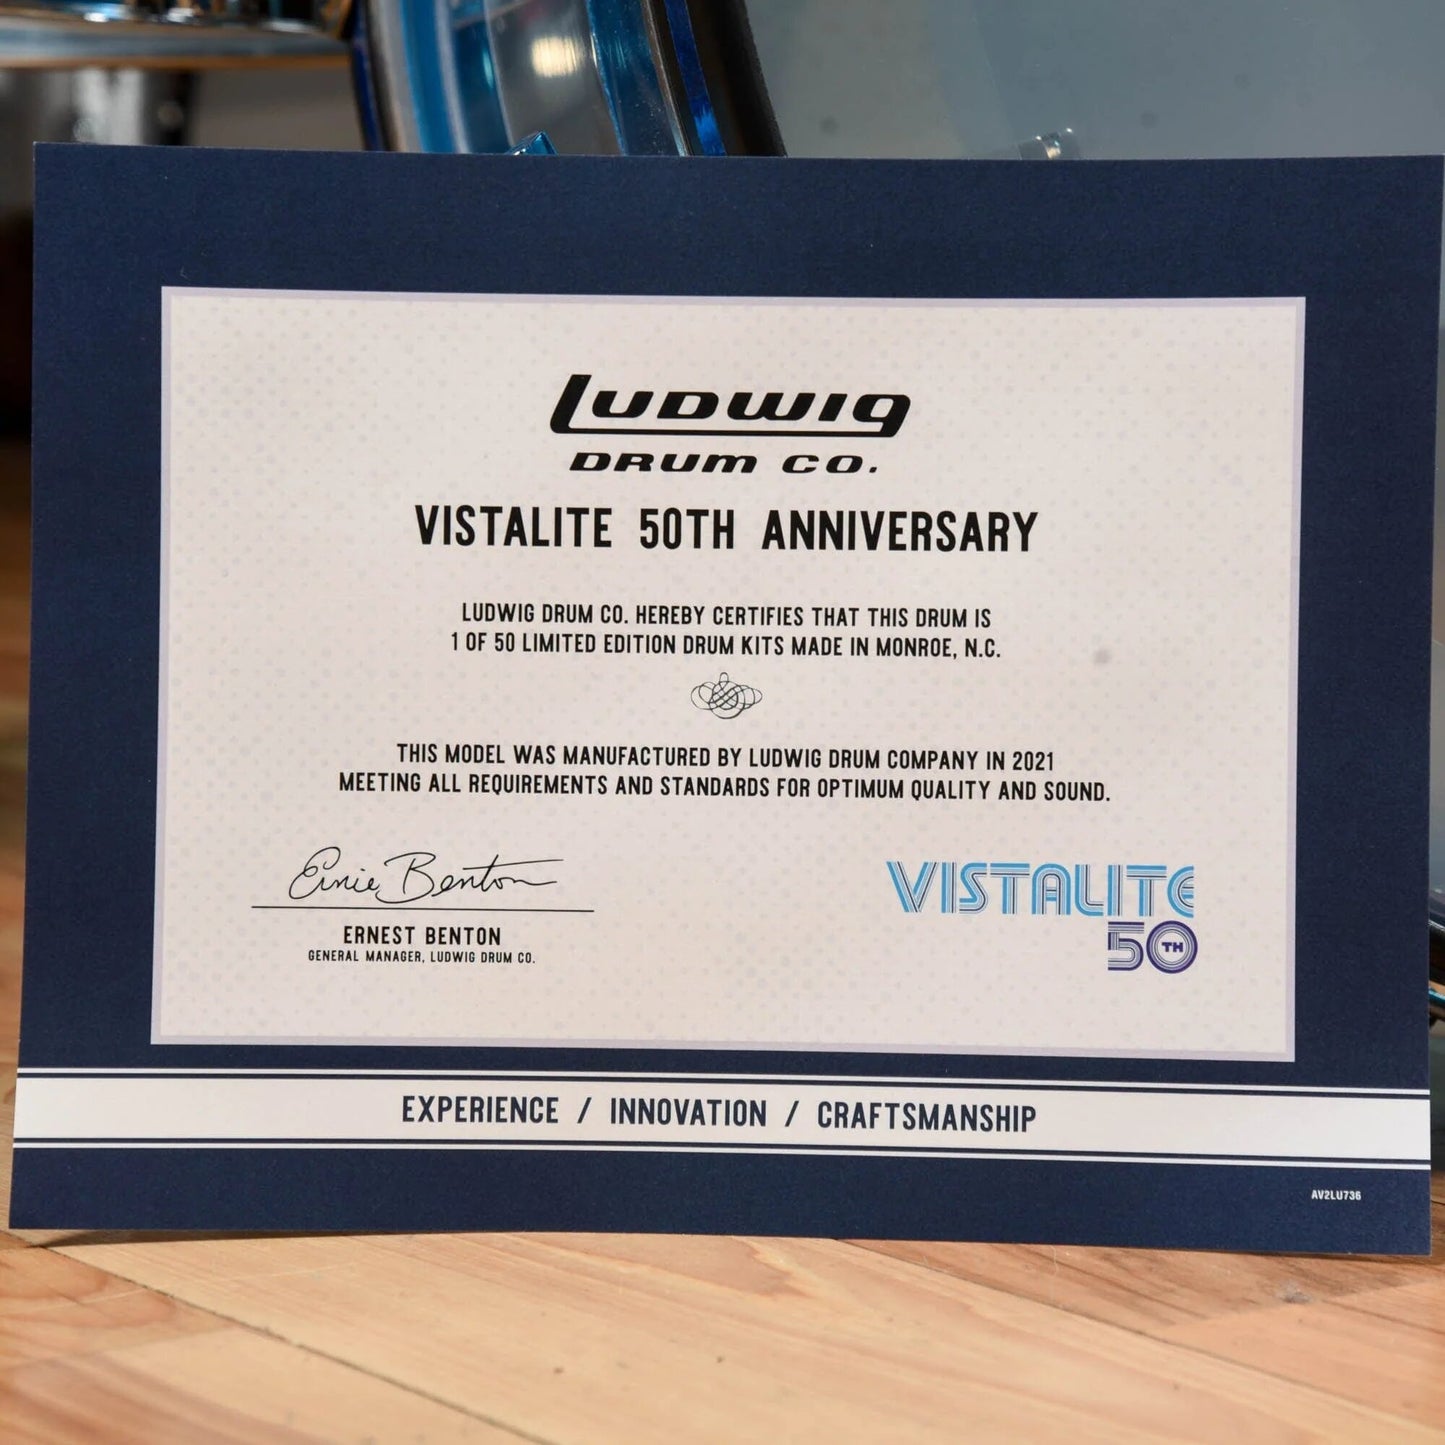 LUDWIG
DRUM CO.
VISTALITE 50TH ANNIVERSARY
LUDWIG DRUM CO. HEREBY CERTIFIES THAT THIS DRUM IS
1 OF 50 LIMITED EDITION DRUM KITS MADE IN MONROE, N.C.
THIS MODEL WAS MANUFACTURED BY LUDWIG DRUM COMPANY IN 2021
MEETING ALL REQUIREMENTS AND STANDARDS FOR OPTIMUM QUALITY AND SOUND.
Ernie Benton
ERNEST BENTON
GENERAL MANAGER, LUDWIG DRUM CO.
VISTALITE
50TH
EXPERIENCE / INNOVATION / CRAFTSMANSHIP
AV2LU736